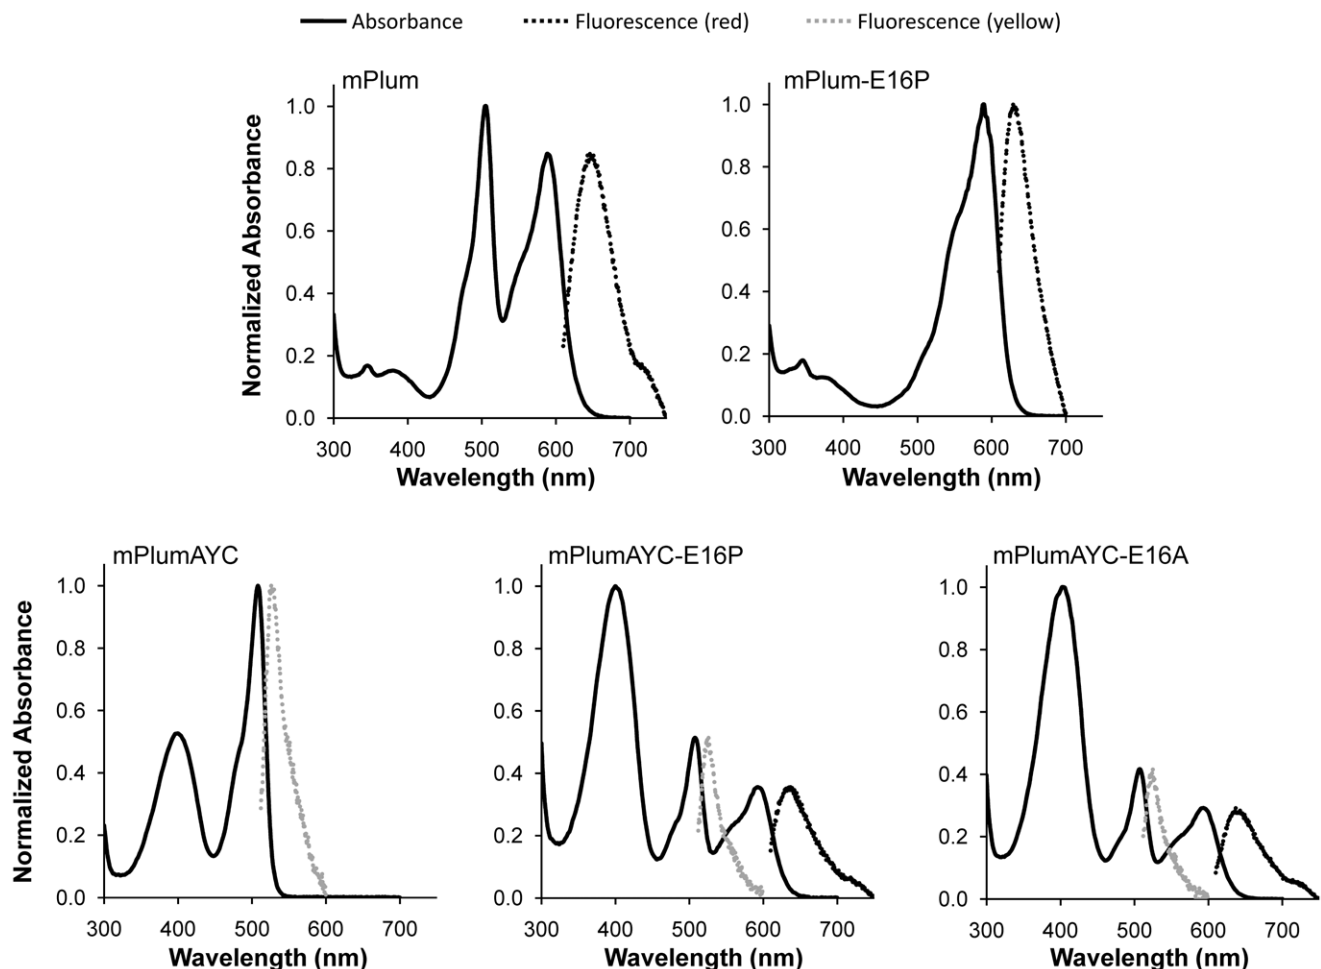 Absorbance Fluorescence (red) Fluorescence (yellow)
mPlum
Normalized Absorbance
1.0
0.8
0.6
0.4
0.2
0.0
300 400 500 600 700
Wavelength (nm)
mPlum-E16P
1.0
0.8
0.6
0.4
0.2
0.0
300 400 500 600 700
Wavelength (nm)
mPlumAYC
Normalized Absorbance
1.0
0.8
0.6
0.4
0.2
0.0
300 400 500 600 700
Wavelength (nm)
mPlumAYC-E16P
1.0
0.8
0.6
0.4
0.2
0.0
300 400 500 600 700
Wavelength (nm)
mPlumAYC-E16A
1.0
0.8
0.6
0.4
0.2
0.0
300 400 500 600 700
Wavelength (nm)